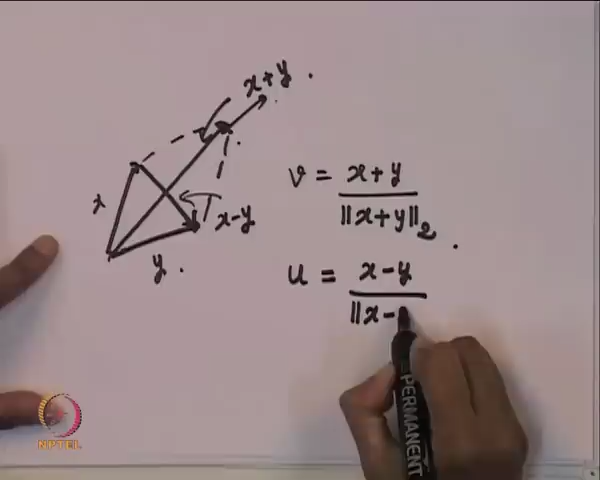 x+y .
x
x-y
y .
v = x+y / ||x+y||₂ .
u = x-y / ||x-
PERMANENT
NPTEL